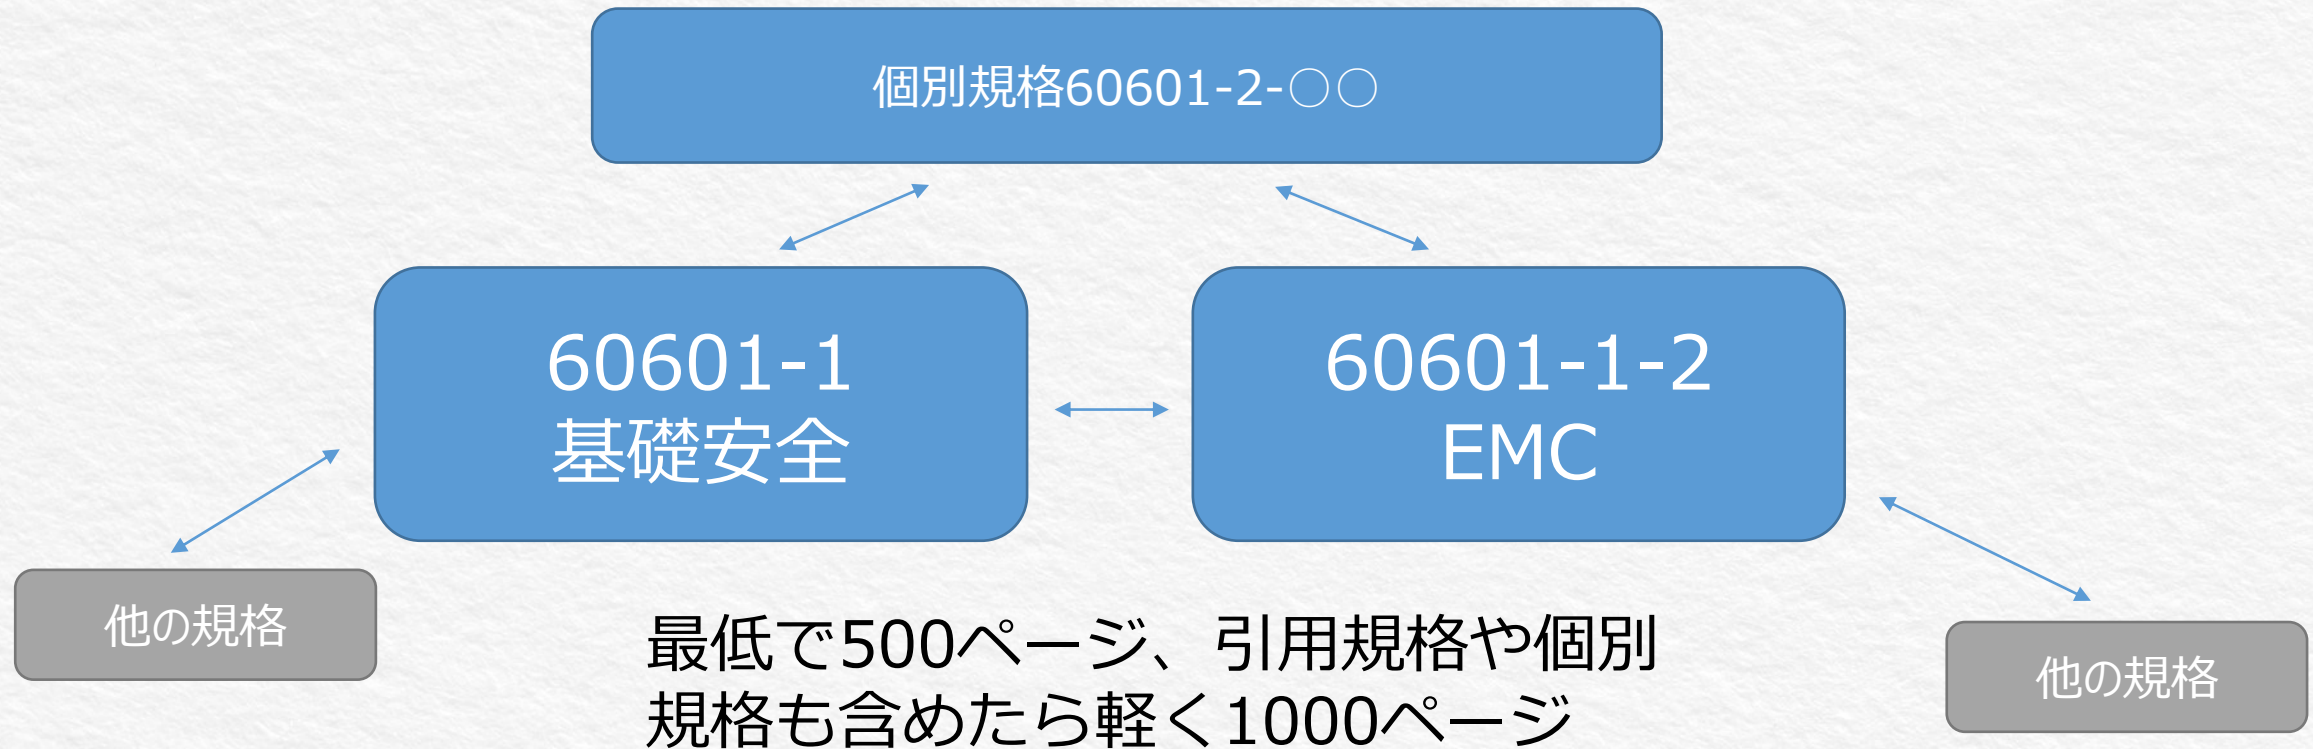 個別規格60601-2-○○
60601-1
基礎安全
60601-1-2
EMC
他の規格
最低で500ページ、引用規格や個別
規格も含めたら軽く1000ページ
他の規格